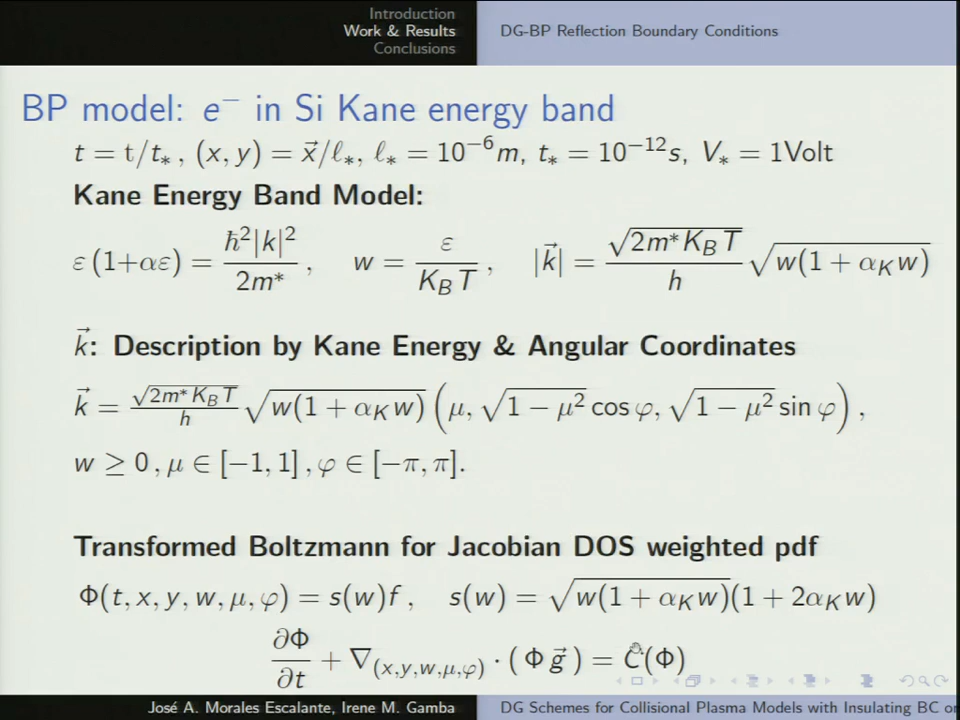 Introduction
Work & Results
Conclusions
DG-BP Reflection Boundary Conditions
BP model: e⁻ in Si Kane energy band
t = t/t∗ , (x, y) = x⃗/ℓ∗, ℓ∗ = 10⁻⁶m, t∗ = 10⁻¹²s, V∗ = 1Volt
Kane Energy Band Model:
ε(1+αε) = ℏ²|k|²/2m* , w = ε/K_B T , |k⃗| = √(2m* K_B T)/h √(w(1 + α_K w))
k⃗: Description by Kane Energy & Angular Coordinates
k⃗ = √(2m* K_B T)/h √(w(1 + α_K w)) (μ, √(1 − μ²) cos φ, √(1 − μ²) sin φ) ,
w ≥ 0 , μ ∈ [−1, 1] , φ ∈ [−π, π].
Transformed Boltzmann for Jacobian DOS weighted pdf
Φ(t, x, y, w, μ, φ) = s(w)f , s(w) = √(w(1 + α_K w))(1 + 2α_K w)
∂Φ/∂t + ∇_(x,y,w,μ,φ) · ( Φ g⃗ ) = C(Φ)
José A. Morales Escalante, Irene M. Gamba
DG Schemes for Collisional Plasma Models with Insulating BC on